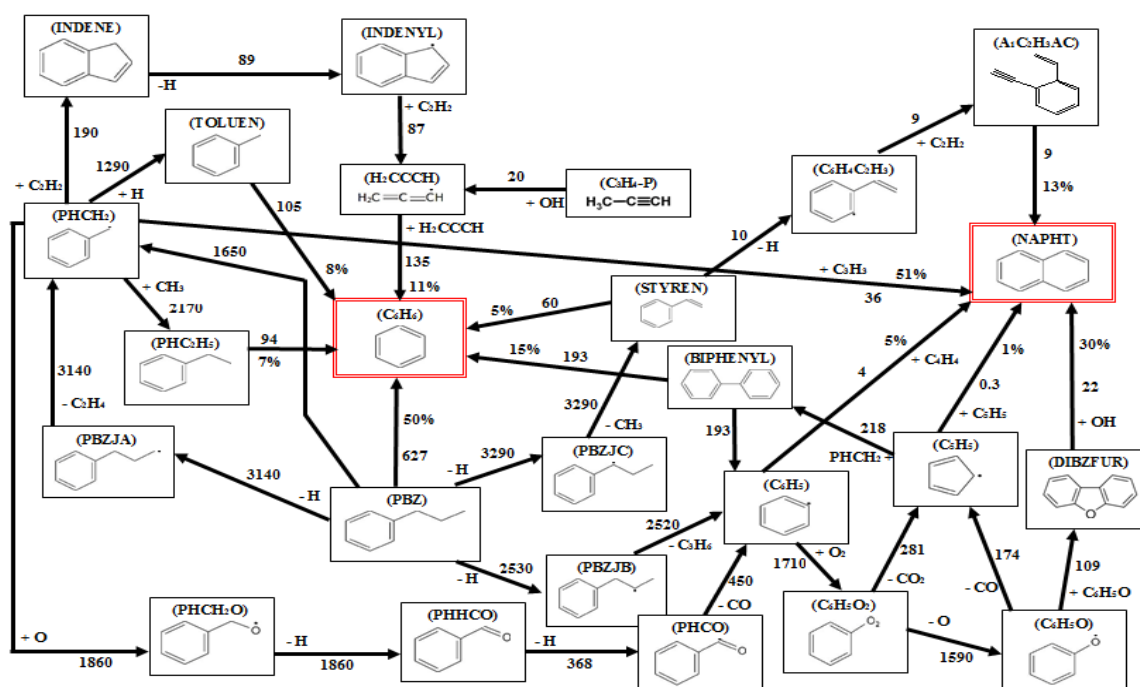 (INDENE)
89
-H
(INDENYL)
(A₁C₂H₃AC)
190
+ C₂H₂
(TOLUEN)
1290
+ H
+ C₂H₂
87
9
+ C₂H₂
(C₆H₄C₂H₃)
9
13%
(H₂CCCH)
H₂C
CH
20
+ OH
(C₃H₄-P)
H₃C
C
CH
(PHCH₂)
105
+ H₂CCCH
10
- H
(NAPHT)
1650
8%
135
11%
+ C₃H₃
51%
36
+ CH₃
2170
(STYREN)
(C₆H₆)
5%
60
(PHC₂H₅)
94
7%
15%
193
(BIPHENYL)
5%
+ C₄H₄
4
1%
30%
3140
- C₂H₄
50%
627
3290
- CH₃
193
218
PHCH₂ +
0.3
+ C₅H₅
22
+ OH
(PBZJA)
3140
- H
- H
3290
(PBZJC)
(C₅H₅)
(DIBZFUR)
O
(PBZ)
(C₆H₅)
2530
- H
2520
- C₃H₆
+ O₂
1710
281
- CO₂
174
- CO
109
+ C₆H₅O
(PBZJB)
450
- CO
(PHCH₂O)
O
(PHHCO)
O
(PHCO)
O
(C₆H₅O₂)
O₂
- O
1590
(C₆H₅O)
O
+ O
1860
- H
1860
- H
368